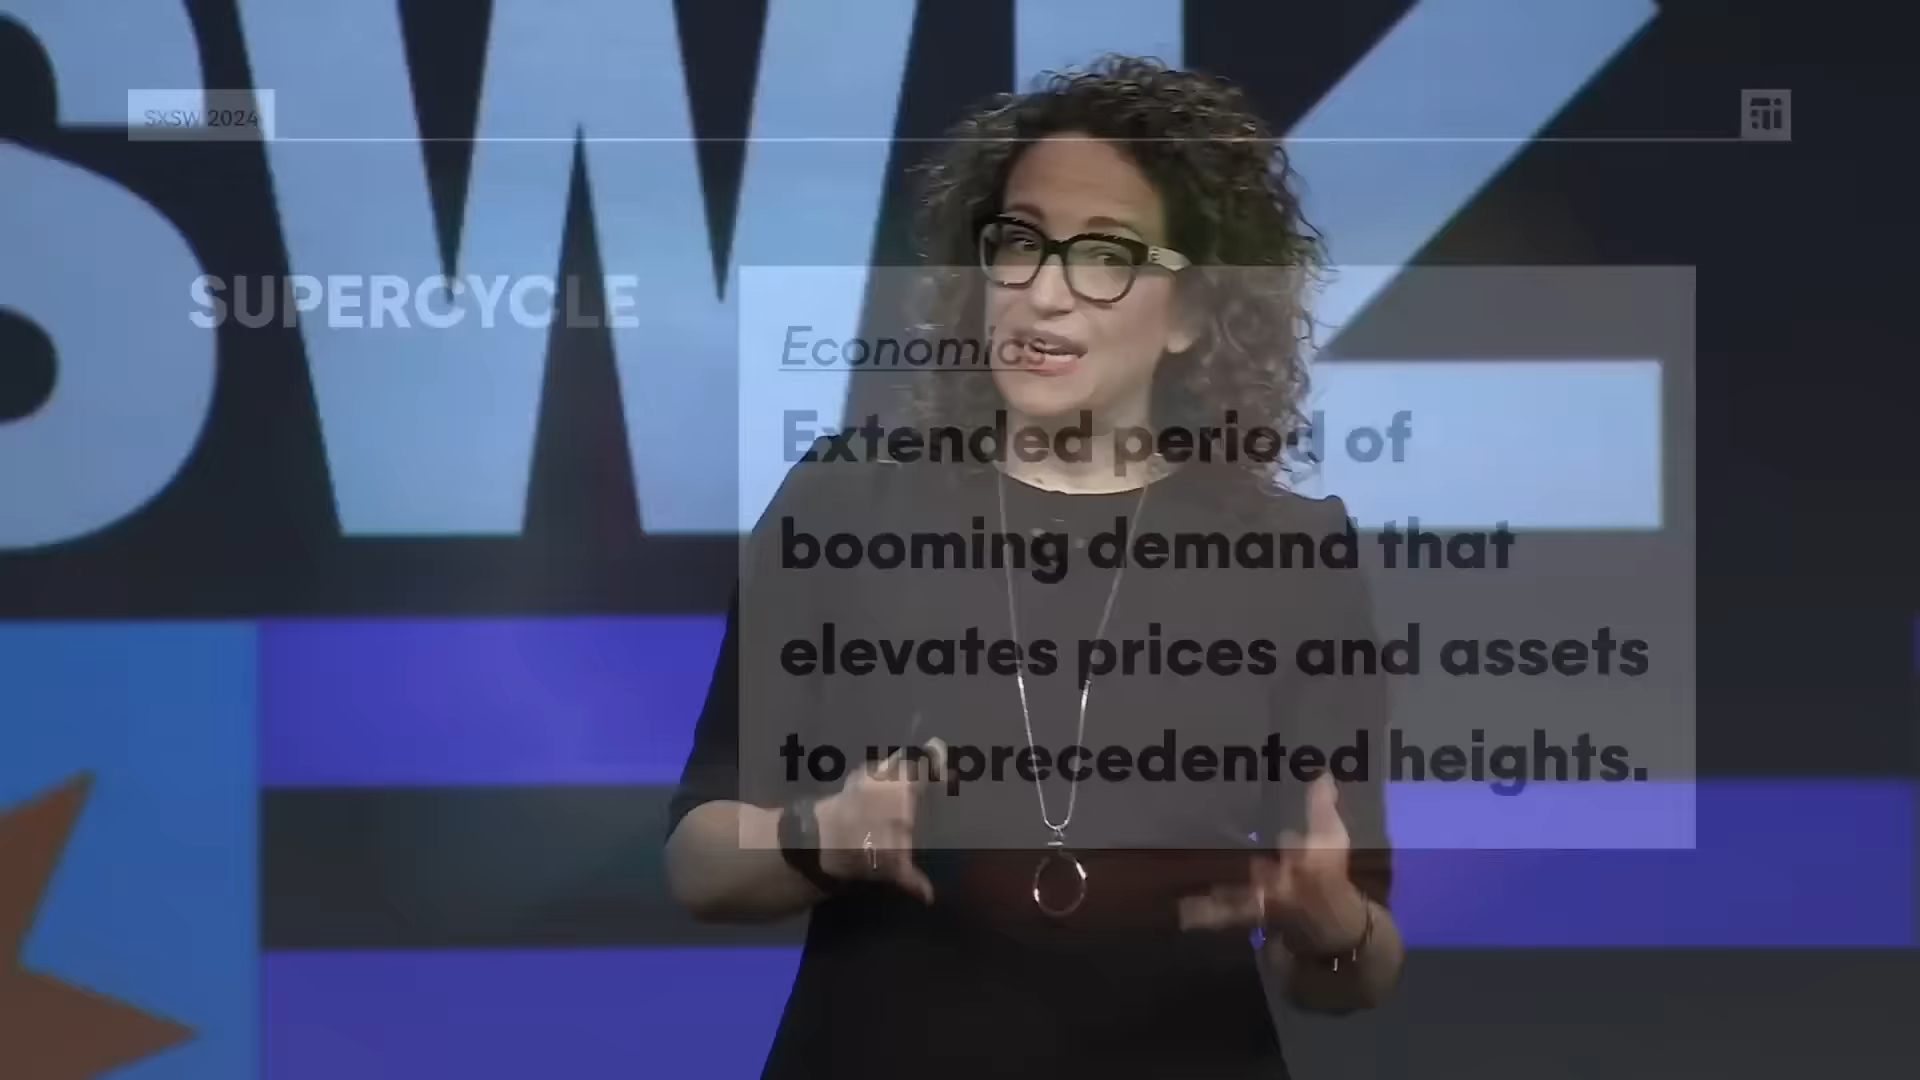 SXSW 2024
SUPERCYCLE
Economics
Extended period of
booming demand that
elevates prices and assets
to unprecedented heights.